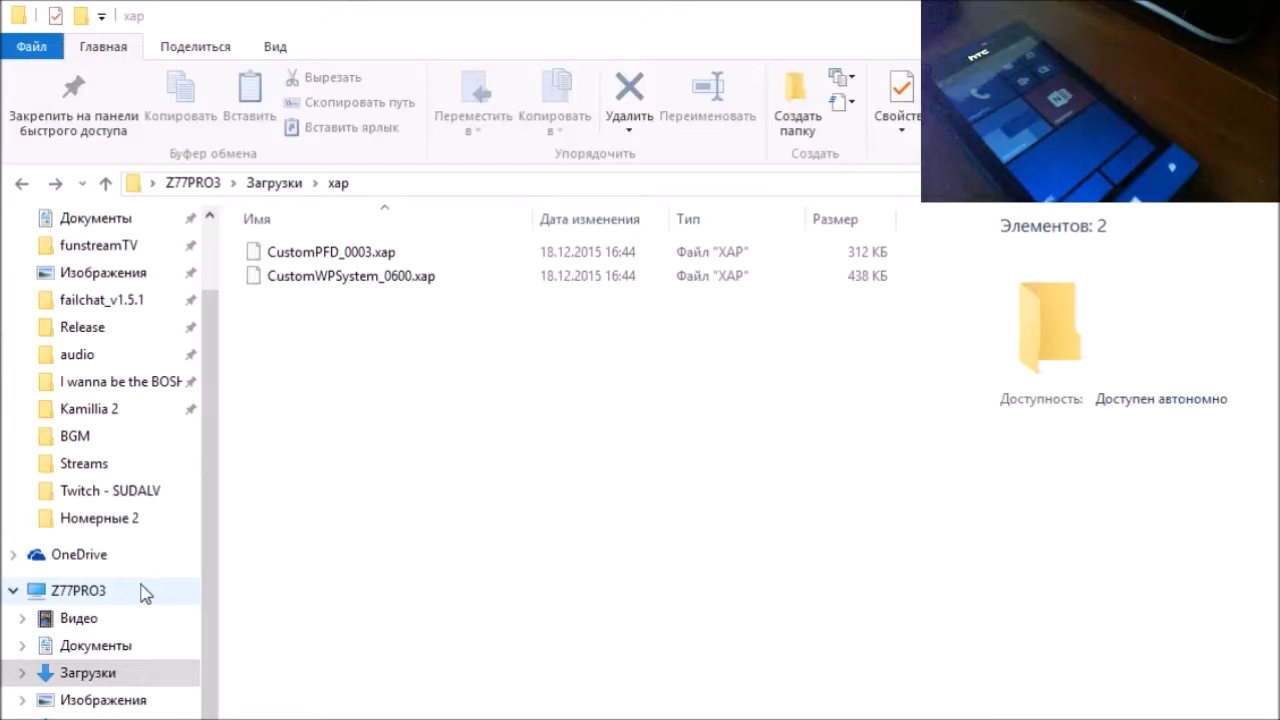 xap
Файл Главная Поделиться Вид
Закрепить на панели быстрого доступа
Копировать
Вставить
Вырезать
Скопировать путь
Вставить ярлык
Буфер обмена
Переместить в
Копировать в
Удалить
Переименовать
Упорядочить
Создать папку
Создать
Свойств
Z77PRO3 Загрузки xap
Имя Дата изменения Тип Размер
CustomPFD_0003.xap 18.12.2015 16:44 Файл "XAP" 312 КБ
CustomWPSystem_0600.xap 18.12.2015 16:44 Файл "XAP" 438 КБ
Документы
funstreamTV
Изображения
failchat_v1.5.1
Release
audio
I wanna be the BOSH
Kamillia 2
BGM
Streams
Twitch - SUDALV
Номерные 2
OneDrive
Z77PRO3
Видео
Документы
Загрузки
Изображения
hTC
Элементов: 2
Доступность: Доступен автономно